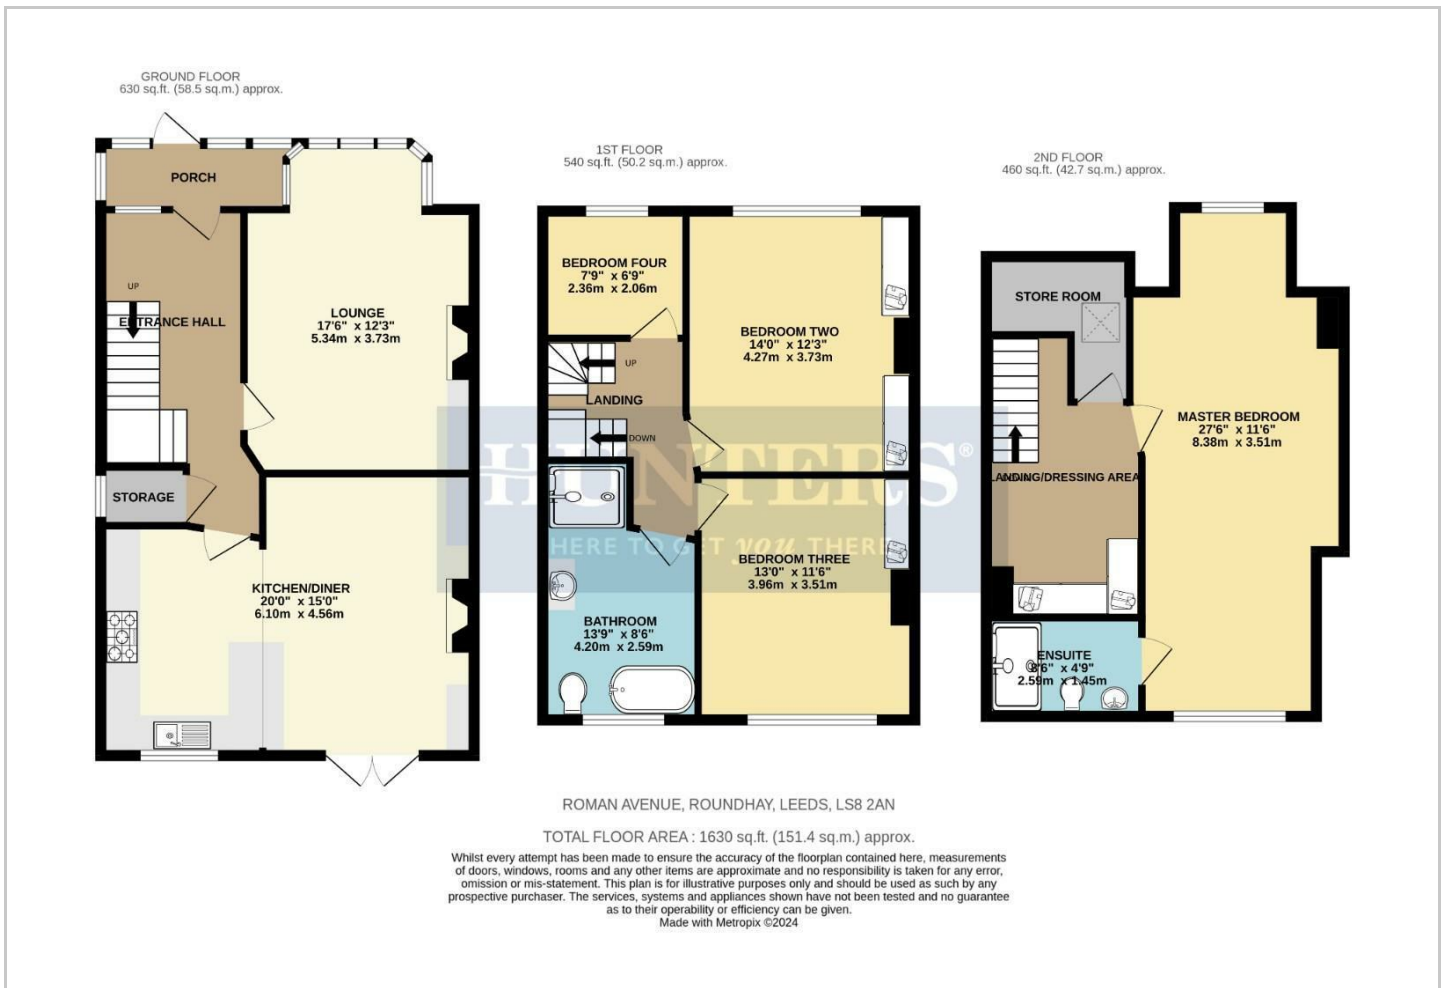 GROUND FLOOR
630 sq.ft. (58.5 sq.m.) approx.
PORCH
UP
ENTRANCE HALL
LOUNGE
17'6" x 12'3"
5.34m x 3.73m
STORAGE
KITCHEN/DINER
20'0" x 15'0"
6.10m x 4.56m
1ST FLOOR
540 sq.ft. (50.2 sq.m.) approx.
BEDROOM FOUR
7'9" x 6'9"
2.36m x 2.06m
BEDROOM TWO
14'0" x 12'3"
4.27m x 3.73m
UP
LANDING
DOWN
BEDROOM THREE
13'0" x 11'6"
3.96m x 3.51m
BATHROOM
13'9" x 8'6"
4.20m x 2.59m
2ND FLOOR
460 sq.ft. (42.7 sq.m.) approx.
STORE ROOM
MASTER BEDROOM
27'6" x 11'6"
8.38m x 3.51m
LANDING/DRESSING AREA
ENSUITE
8'6" x 4'9"
2.59m x 1.45m
HUNTERS®
HERE TO GET you THERE
ROMAN AVENUE, ROUNDHAY, LEEDS, LS8 2AN
TOTAL FLOOR AREA : 1630 sq.ft. (151.4 sq.m.) approx.
Whilst every attempt has been made to ensure the accuracy of the floorplan contained here, measurements
of doors, windows, rooms and any other items are approximate and no responsibility is taken for any error,
omission or mis-statement. This plan is for illustrative purposes only and should be used as such by any
prospective purchaser. The services, systems and appliances shown have not been tested and no guarantee
as to their operability or efficiency can be given.
Made with Metropix ©2024